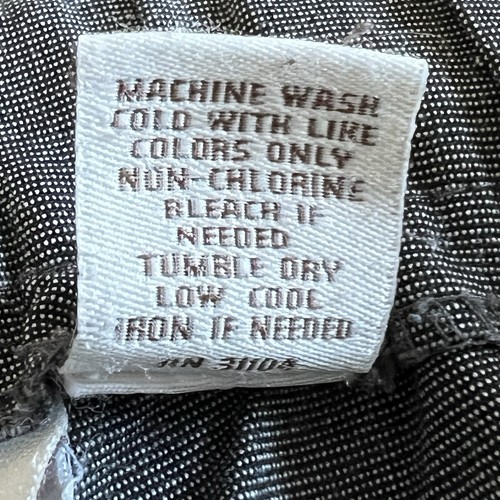 MACHINE WASH
COLD WITH LIKE
COLORS ONLY
NON-CHLORINE
BLEACH IF
NEEDED
TUMBLE DRY
LOW COOL
IRON IF NEEDED
RN 31104